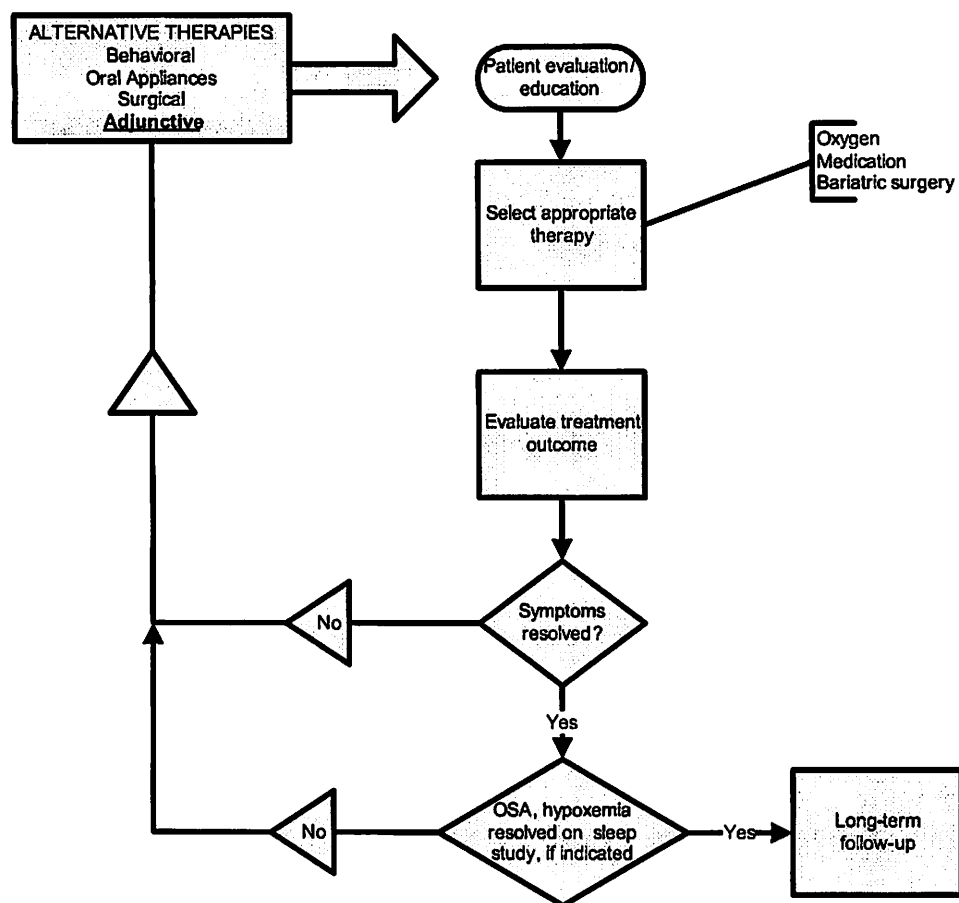 ALTERNATIVE THERAPIES
Behavioral
Oral Appliances
Surgical
Adjunctive
Patient evaluation/
education
Oxygen
Medication
Bariatric surgery
Select appropriate
therapy
Evaluate treatment
outcome
Symptoms
resolved?
No
Yes
OSA, hypoxemia
resolved on sleep
study, if indicated
No
Yes
Long-term
follow-up